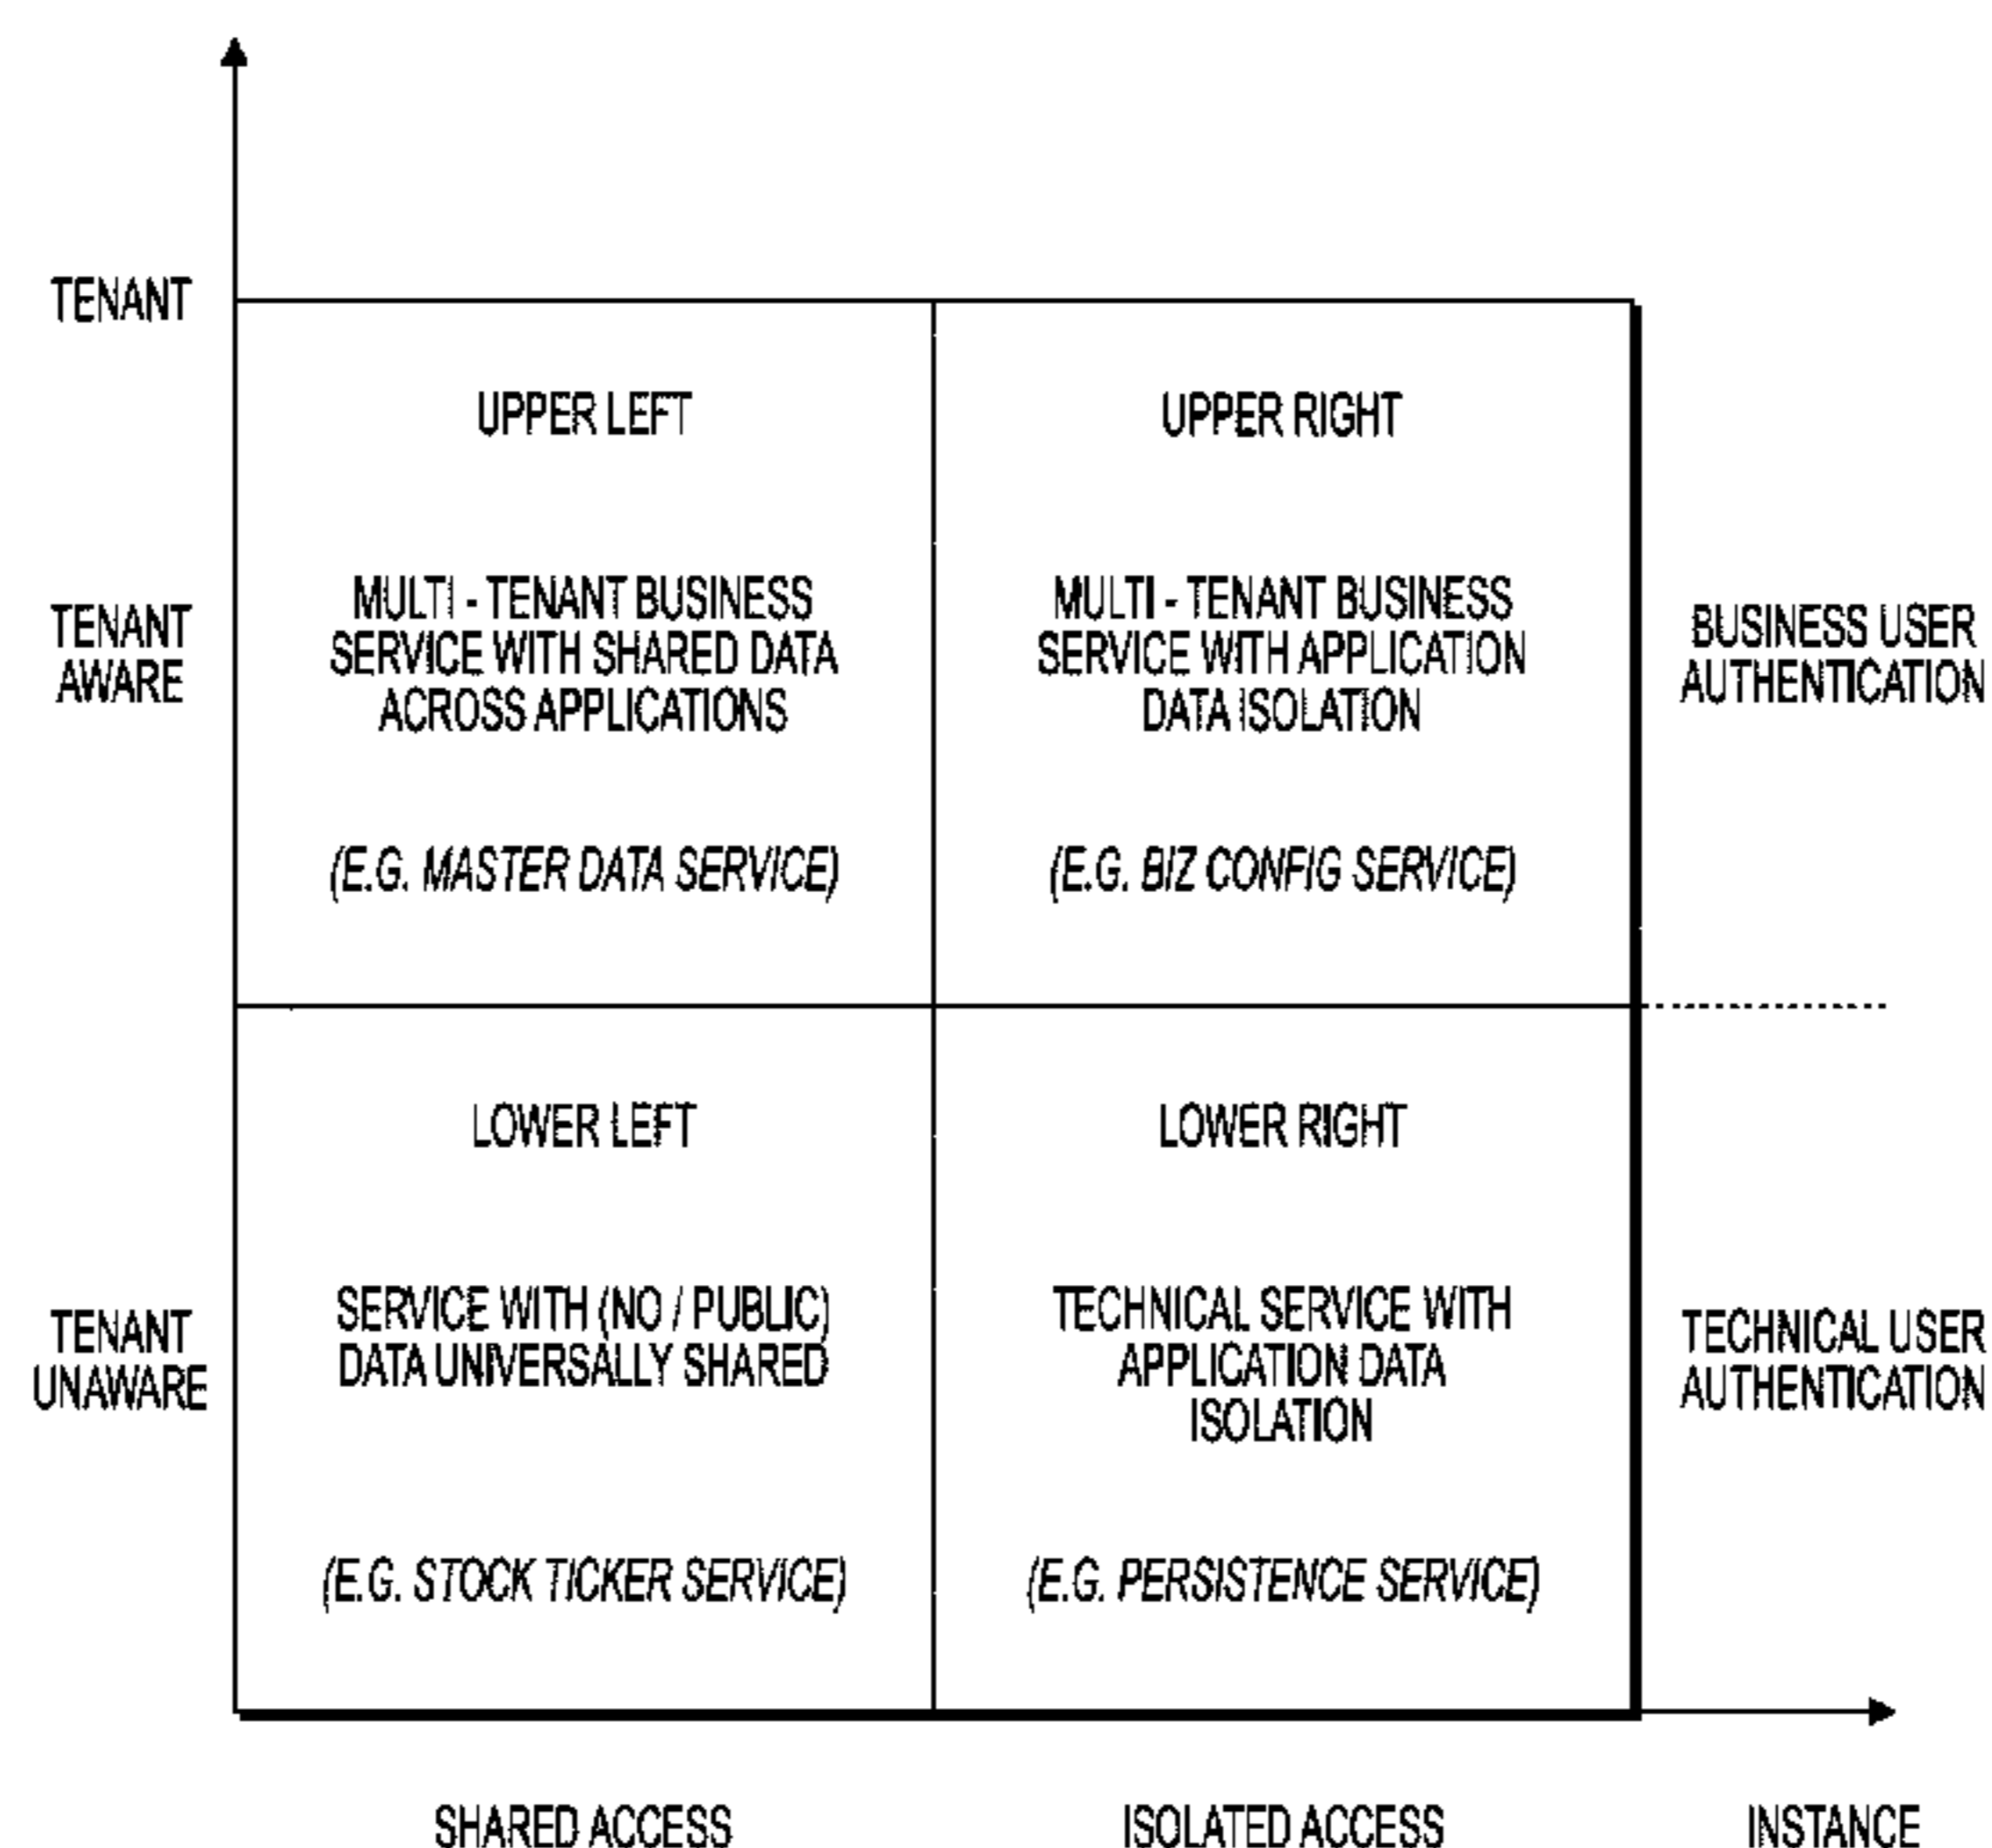 TENANT
UPPER LEFT
UPPER RIGHT
TENANT
AWARE
MULTI - TENANT BUSINESS
SERVICE WITH SHARED DATA
ACROSS APPLICATIONS
MULTI - TENANT BUSINESS
SERVICE WITH APPLICATION
DATA ISOLATION
BUSINESS USER
AUTHENTICATION
(E.G. MASTER DATA SERVICE)
(E.G. BIZ CONFIG SERVICE)
LOWER LEFT
LOWER RIGHT
TENANT
UNAWARE
SERVICE WITH (NO / PUBLIC)
DATA UNIVERSALLY SHARED
TECHNICAL SERVICE WITH
APPLICATION DATA
ISOLATION
TECHNICAL USER
AUTHENTICATION
(E.G. STOCK TICKER SERVICE)
(E.G. PERSISTENCE SERVICE)
SHARED ACCESS
ISOLATED ACCESS
INSTANCE